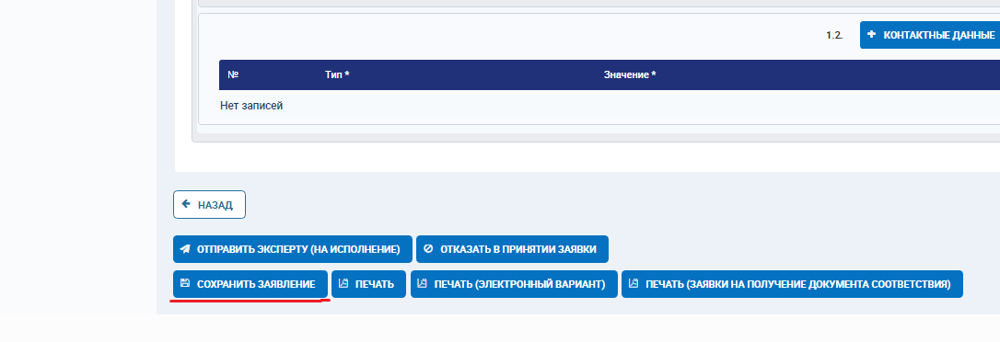 1.2. КОНТАКТНЫЕ ДАННЫЕ
№ Тип * Значение *
Нет записей
НАЗАД
ОТПРАВИТЬ ЭКСПЕРТУ (НА ИСПОЛНЕНИЕ) ОТКАЗАТЬ В ПРИНЯТИИ ЗАЯВКИ
СОХРАНИТЬ ЗАЯВЛЕНИЕ ПЕЧАТЬ ПЕЧАТЬ (ЭЛЕКТРОННЫЙ ВАРИАНТ) ПЕЧАТЬ (ЗАЯВКИ НА ПОЛУЧЕНИЕ ДОКУМЕНТА СООТВЕТСТВИЯ)